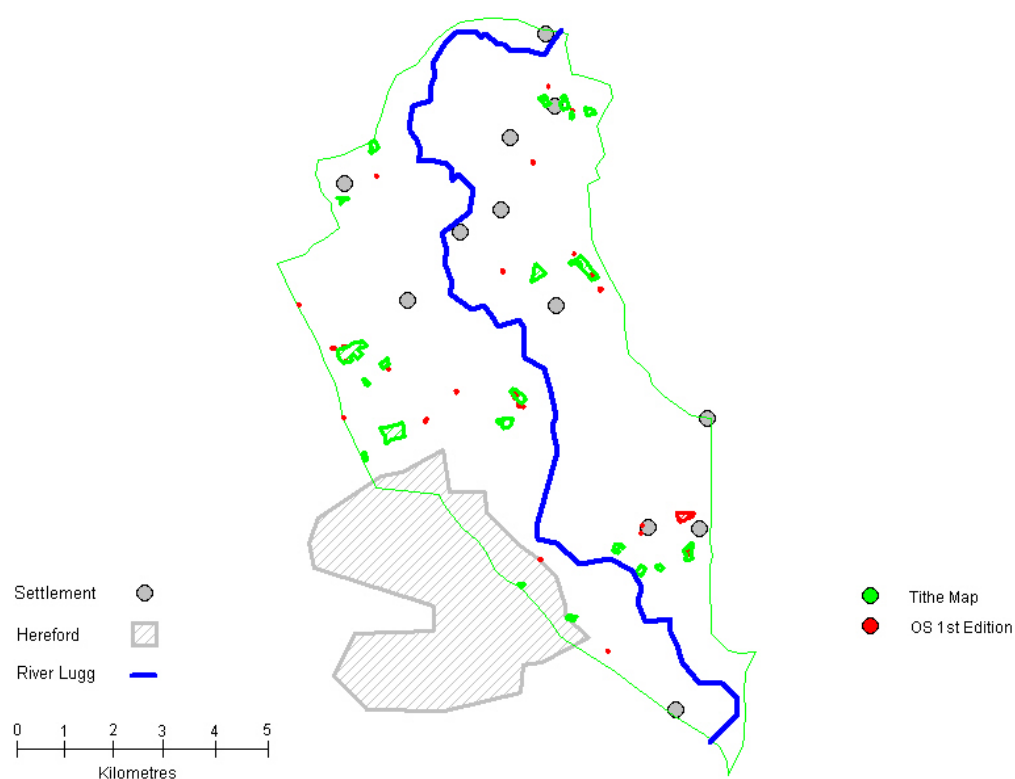 Settlement
Hereford
River Lugg
0 1 2 3 4 5
Kilometres
Tithe Map
OS 1st Edition